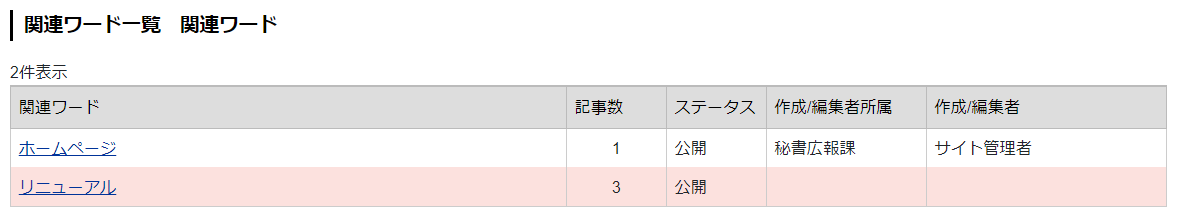 関連ワード一覧　関連ワード
2件表示
関連ワード 記事数 ステータス 作成/編集者所属 作成/編集者
ホームページ 1 公開 秘書広報課 サイト管理者
リニューアル 3 公開